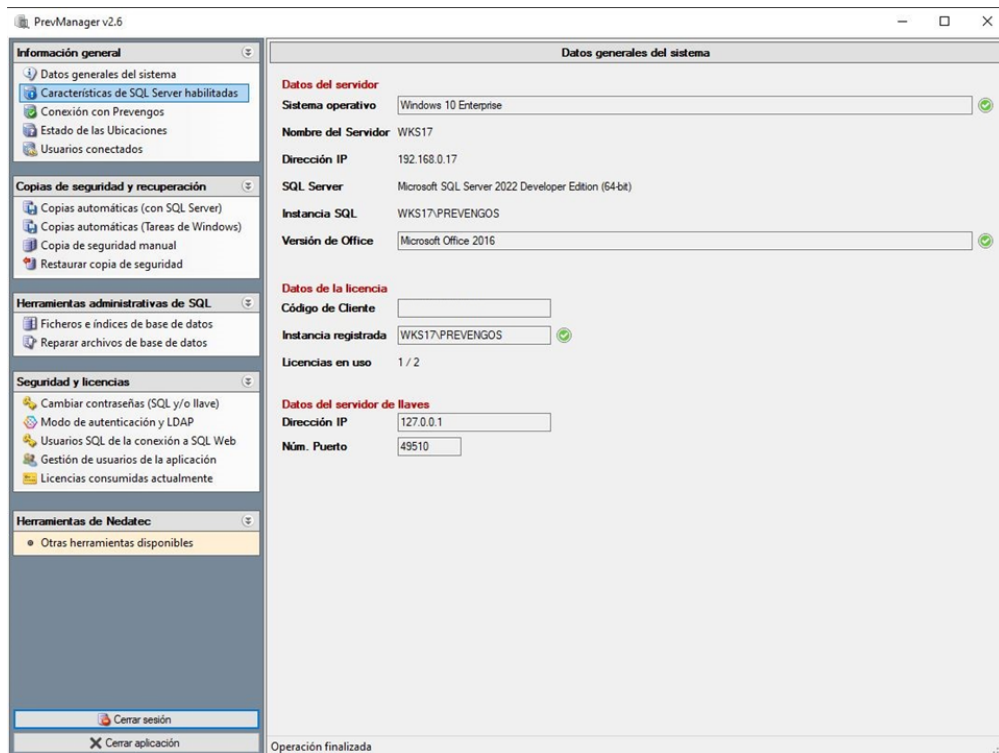 PrevManager v2.6
Información general
Datos generales del sistema
Características de SQL Server habilitadas
Conexión con Prevengos
Estado de las Ubicaciones
Usuarios conectados
Copias de seguridad y recuperación
Copias automáticas (con SQL Server)
Copias automáticas (Tareas de Windows)
Copia de seguridad manual
Restaurar copia de seguridad
Herramientas administrativas de SQL
Ficheros e índices de base de datos
Reparar archivos de base de datos
Seguridad y licencias
Cambiar contraseñas (SQL y/o llave)
Modo de autenticación y LDAP
Usuarios SQL de la conexión a SQL Web
Gestión de usuarios de la aplicación
Licencias consumidas actualmente
Herramientas de Nedatec
Otras herramientas disponibles
Cerrar sesión
Cerrar aplicación
Datos generales del sistema
Datos del servidor
Sistema operativo Windows 10 Enterprise
Nombre del Servidor WKS17
Dirección IP 192.168.0.17
SQL Server Microsoft SQL Server 2022 Developer Edition (64-bit)
Instancia SQL WKS17\PREVENGOS
Versión de Office Microsoft Office 2016
Datos de la licencia
Código de Cliente
Instancia registrada WKS17\PREVENGOS
Licencias en uso 1 / 2
Datos del servidor de llaves
Dirección IP 127.0.0.1
Núm. Puerto 49510
Operación finalizada